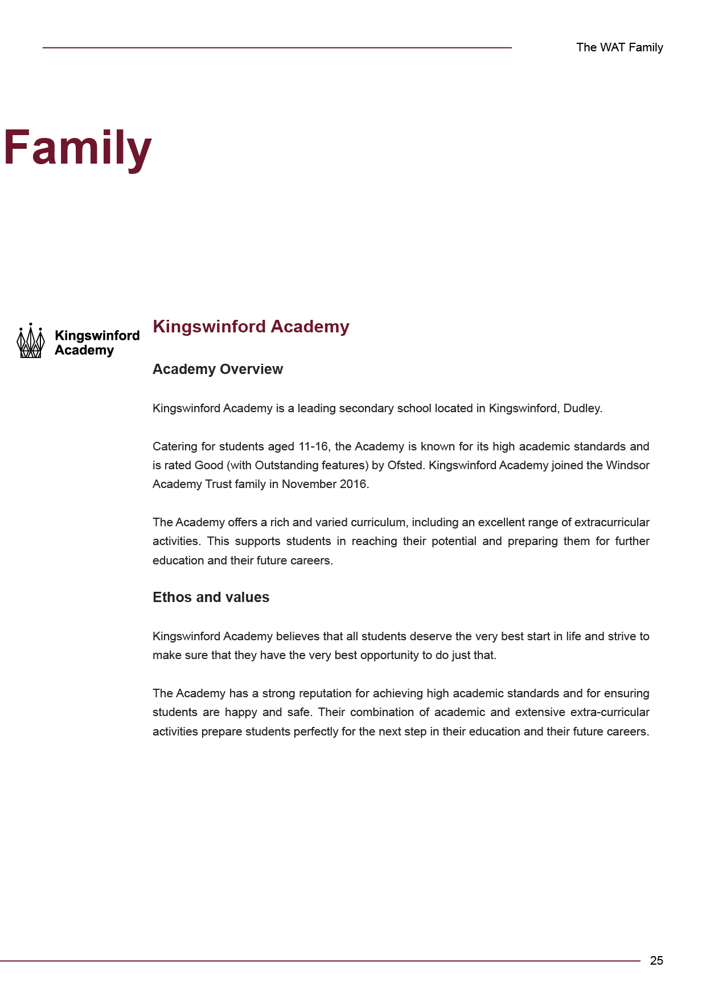 The WAT Family
Family
Kingswinford
Academy
Kingswinford Academy
Academy Overview
Kingswinford Academy is a leading secondary school located in Kingswinford, Dudley.
Catering for students aged 11-16, the Academy is known for its high academic standards and
is rated Good (with Outstanding features) by Ofsted. Kingswinford Academy joined the Windsor
Academy Trust family in November 2016.
The Academy offers a rich and varied curriculum, including an excellent range of extracurricular
activities. This supports students in reaching their potential and preparing them for further
education and their future careers.
Ethos and values
Kingswinford Academy believes that all students deserve the very best start in life and strive to
make sure that they have the very best opportunity to do just that.
The Academy has a strong reputation for achieving high academic standards and for ensuring
students are happy and safe. Their combination of academic and extensive extra-curricular
activities prepare students perfectly for the next step in their education and their future careers.
25